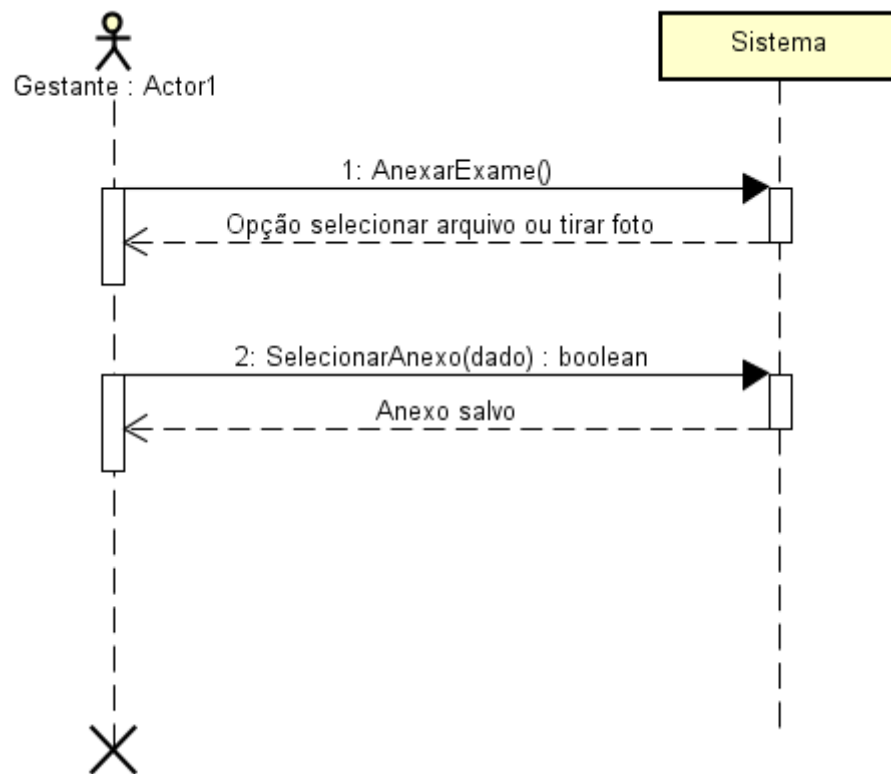 Gestante : Actor1
Sistema
1: AnexarExame()
Opção selecionar arquivo ou tirar foto
2: SelecionarAnexo(dado) : boolean
Anexo salvo